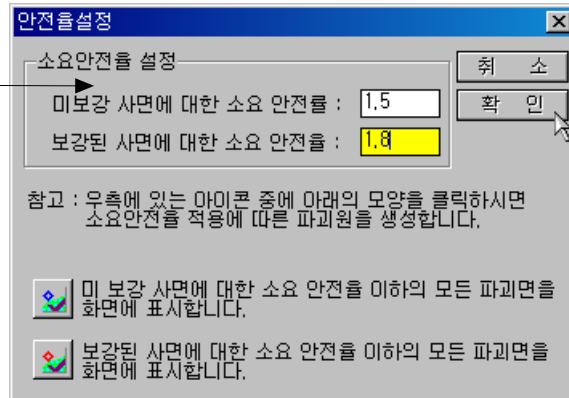 안전율설정
소요안전율 설정
취 소
미보강 사면에 대한 소요 안전률 : 1.5
확 인
보강된 사면에 대한 소요 안전율 : 1.8
참고 : 우측에 있는 아이콘 중에 아래의 모양을 클릭하시면
소요안전율 적용에 따른 파괴원을 생성합니다.
미 보강 사면에 대한 소요 안전율 이하의 모든 파괴면을
화면에 표시합니다.
보강된 사면에 대한 소요 안전율 이하의 모든 파괴면을
화면에 표시합니다.